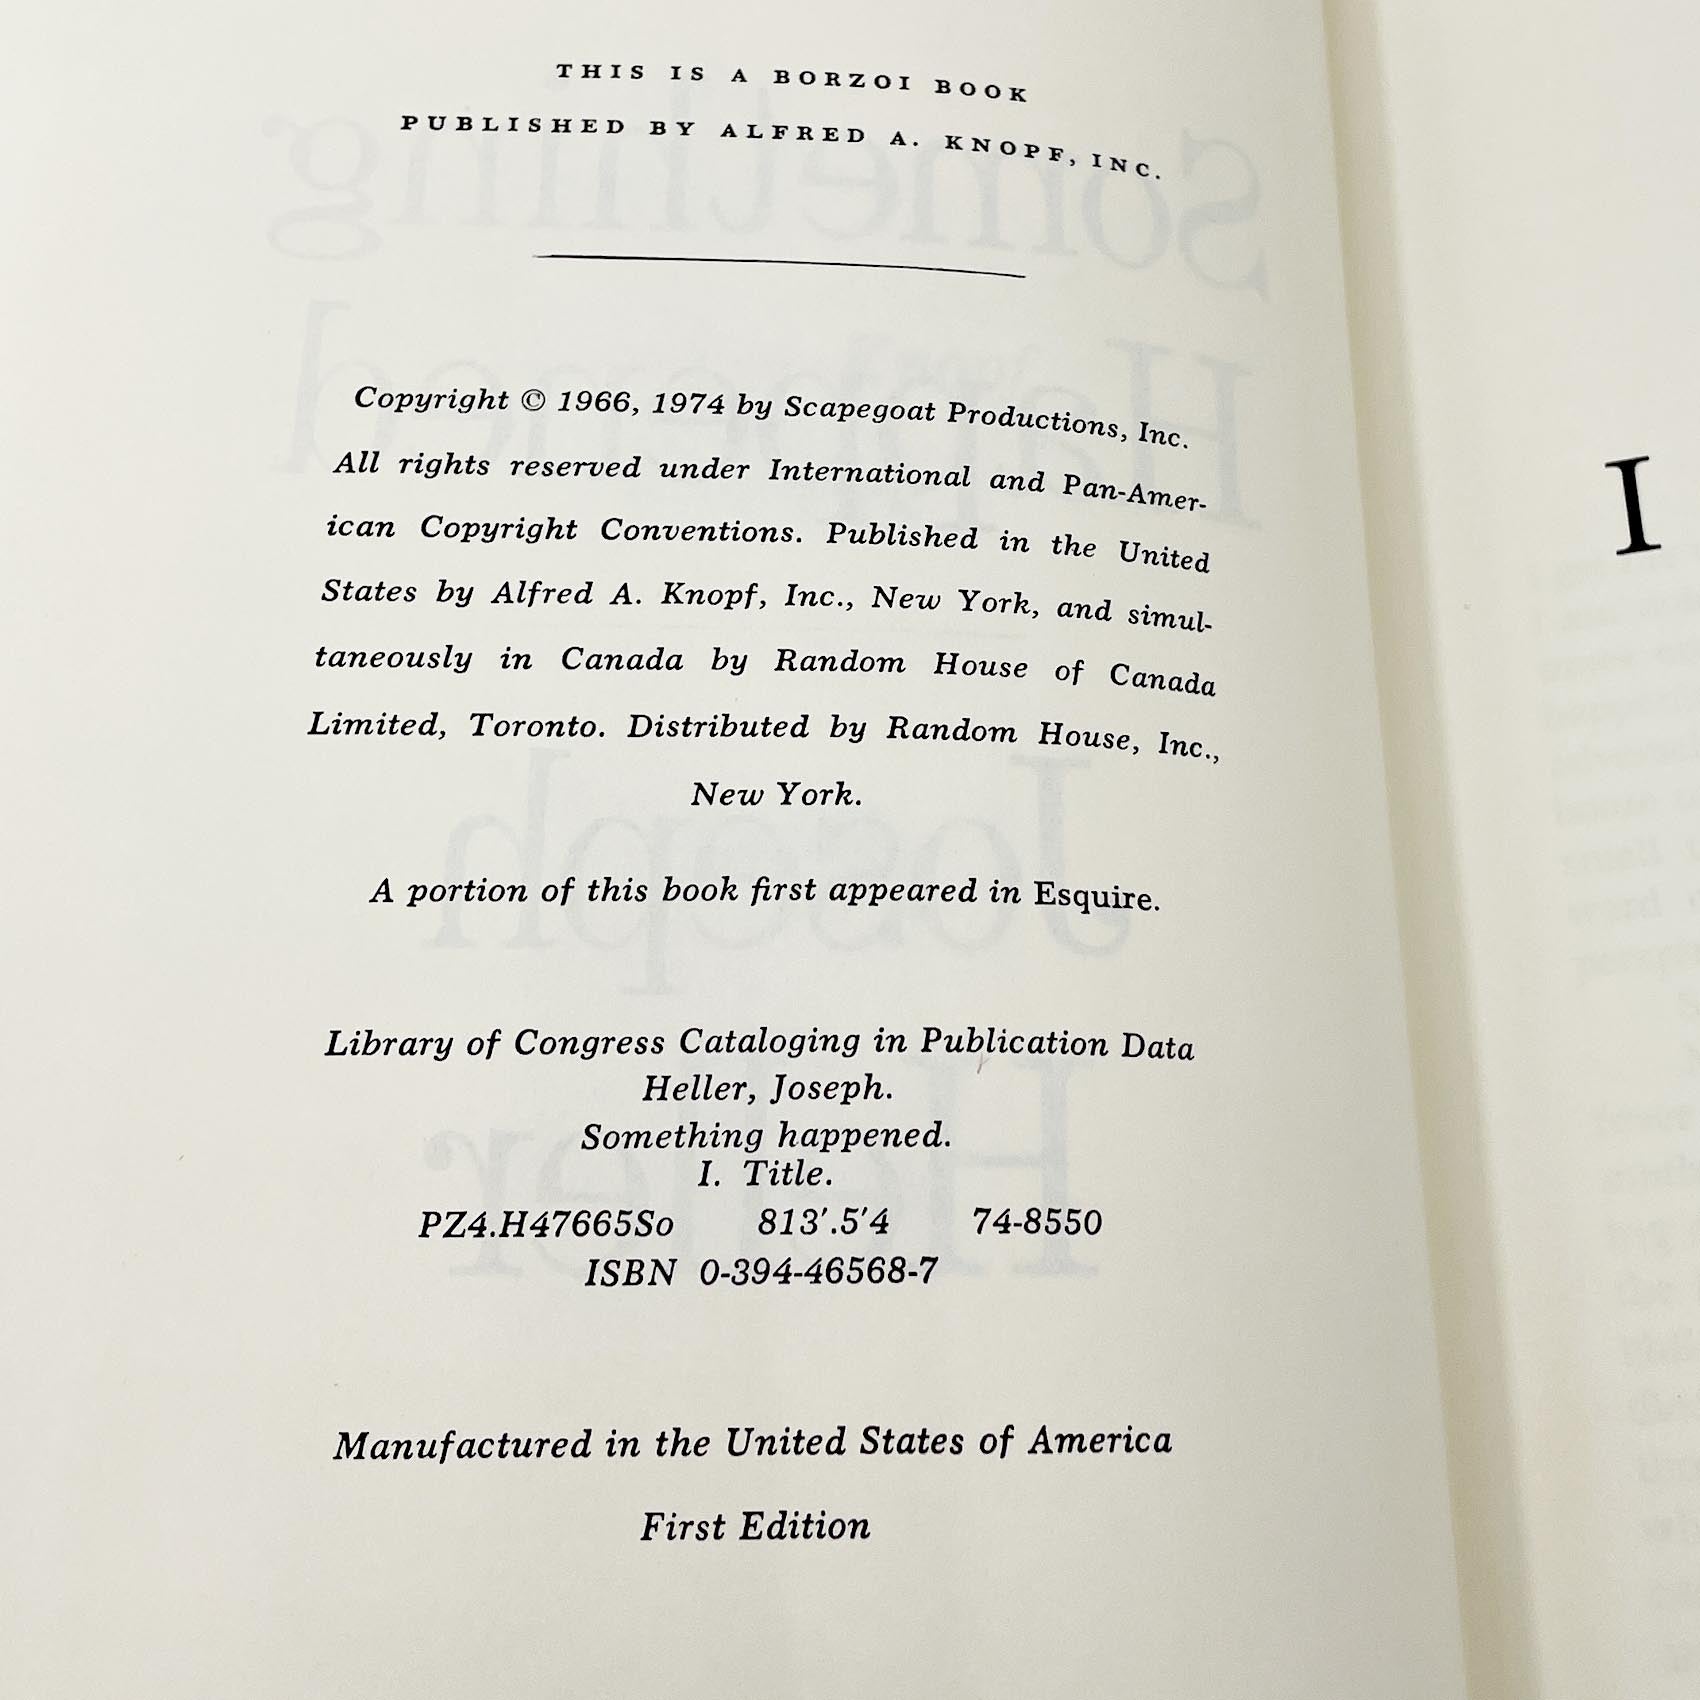 THIS IS A BORZOI BOOK
PUBLISHED BY ALFRED A. KNOPF, INC.
Copyright © 1966, 1974 by Scapegoat Productions, Inc.
All rights reserved under International and Pan-Amer-
ican Copyright Conventions. Published in the United
States by Alfred A. Knopf, Inc., New York, and simul-
taneously in Canada by Random House of Canada
Limited, Toronto. Distributed by Random House, Inc.,
New York.
A portion of this book first appeared in Esquire.
Library of Congress Cataloging in Publication Data
Heller, Joseph.
Something happened.
I. Title.
PZ4.H47665So 813'.5'4 74-8550
ISBN 0-394-46568-7
Manufactured in the United States of America
First Edition
I
Something
Happened
Joseph
Heller